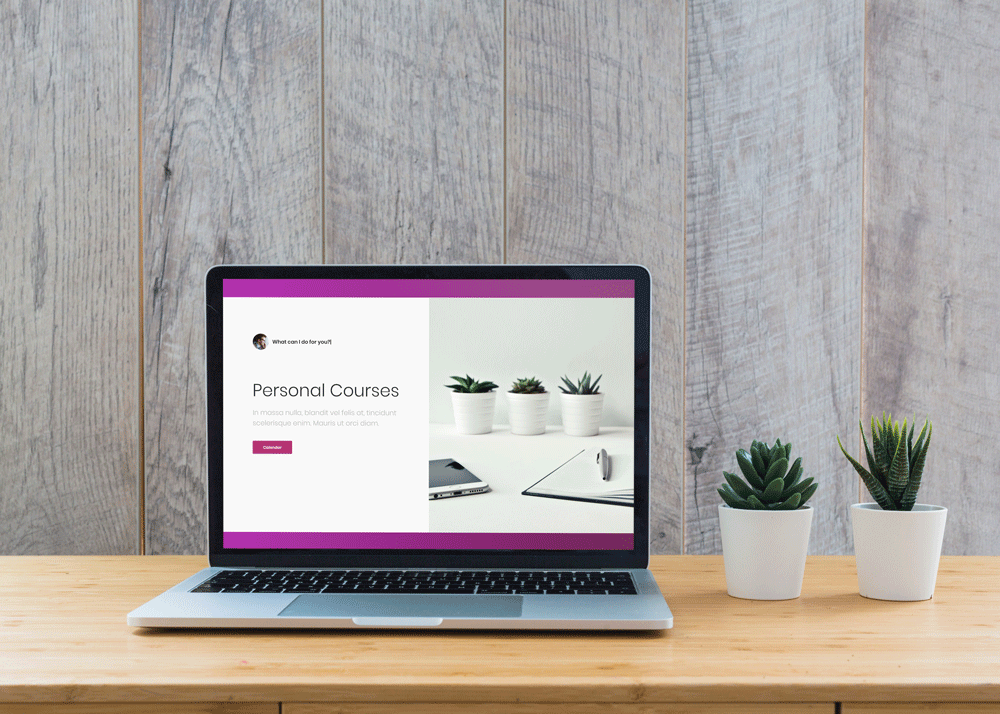 What can I do for you?
Personal Courses
In massa nulla, blandit vel felis at, tincidunt
scelerisque enim. Mauris ut orci diam.
Calendar